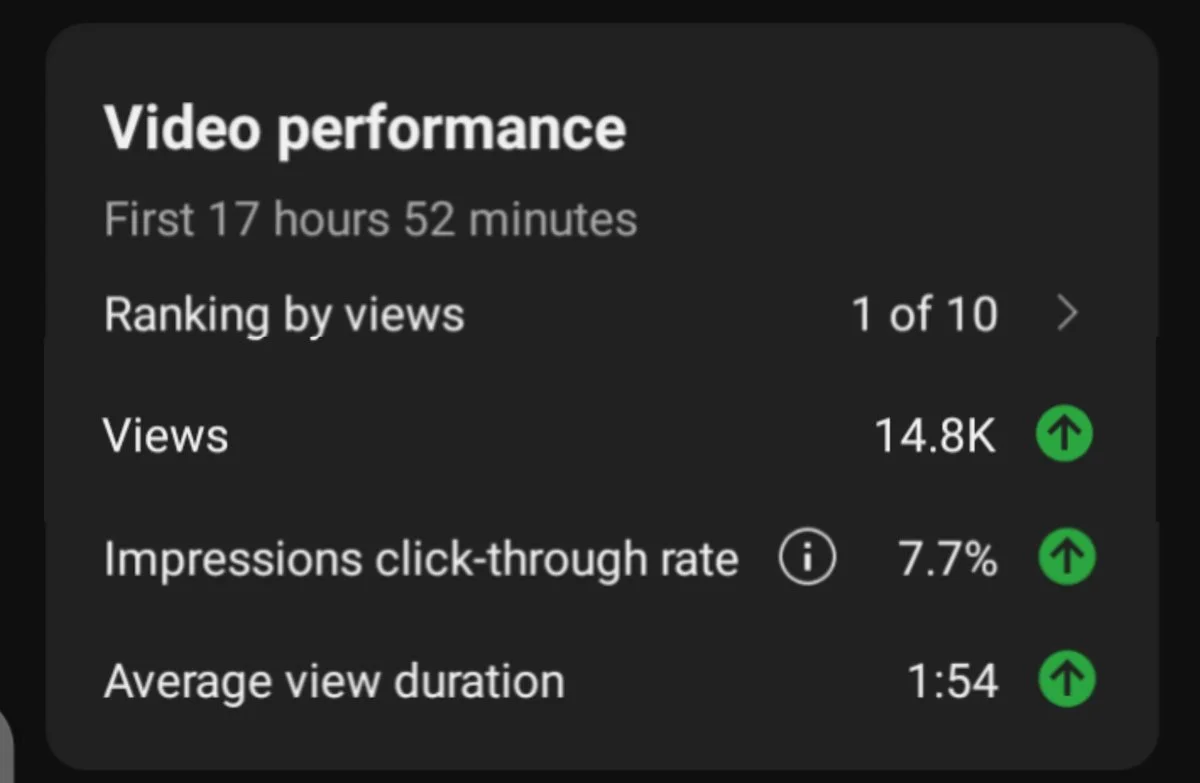 Video performance
First 17 hours 52 minutes
Ranking by views 1 of 10
Views 14.8K
Impressions click-through rate i 7.7%
Average view duration 1:54